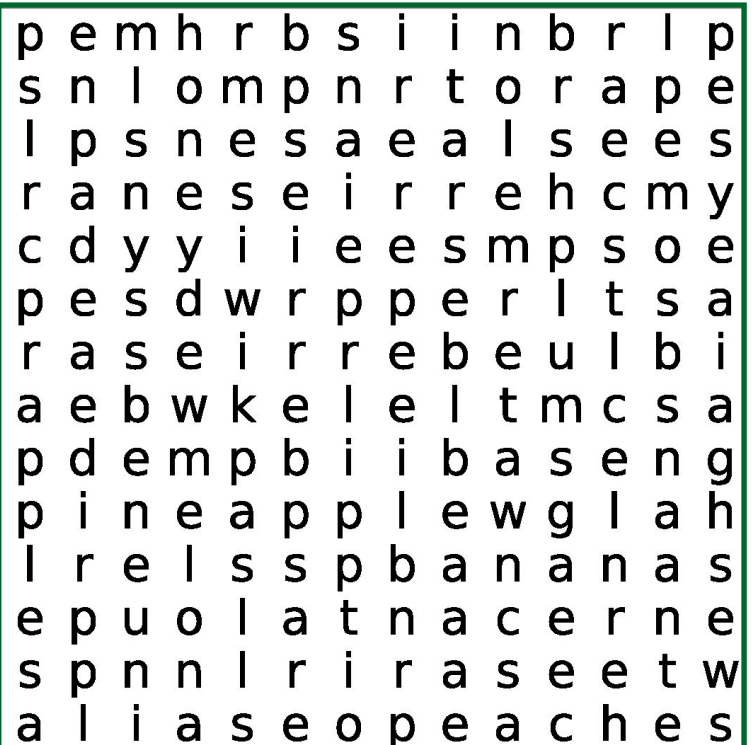 p e m h r b s i i n b r l p
s n l o m p n r t o r a p e
l p s n e s a e a l s e e s
r a n e s e i r r e h c m y
c d y y i i e e s m p s o e
p e s d w r p p e r l t s a
r a s e i r r e b e u l b i
a e b w k e l e l t m c s a
p d e m p b i i b a s e n g
p i n e a p p l e w g l a h
l r e l s s p b a n a n a s
e p u o l a t n a c e r n e
s p n n l r i r a s e e t w
a l i a s e o p e a c h e s